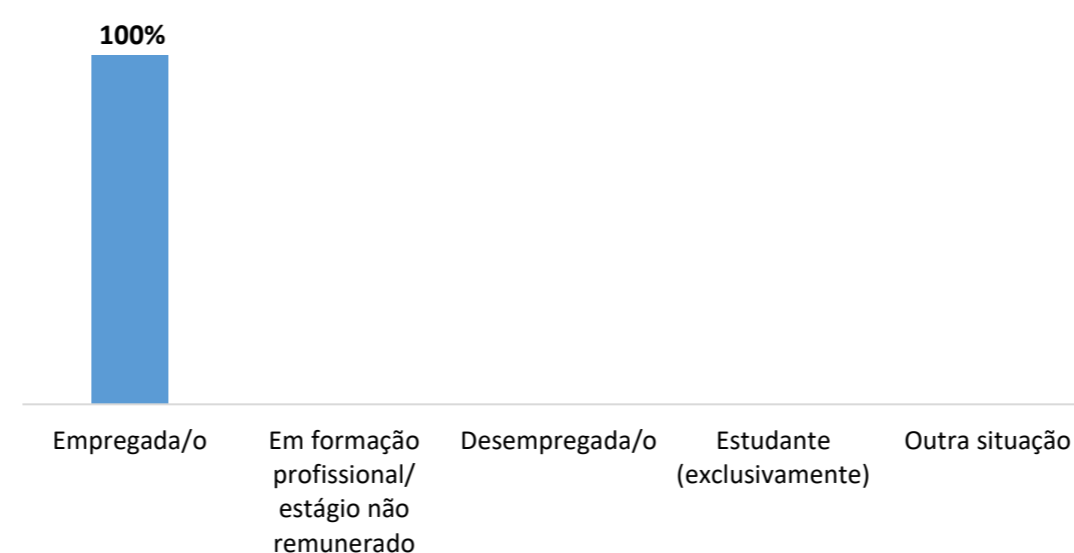 100%
Empregada/o
Em formação
profissional/
estágio não
remunerado
Desempregada/o
Estudante
(exclusivamente)
Outra situação